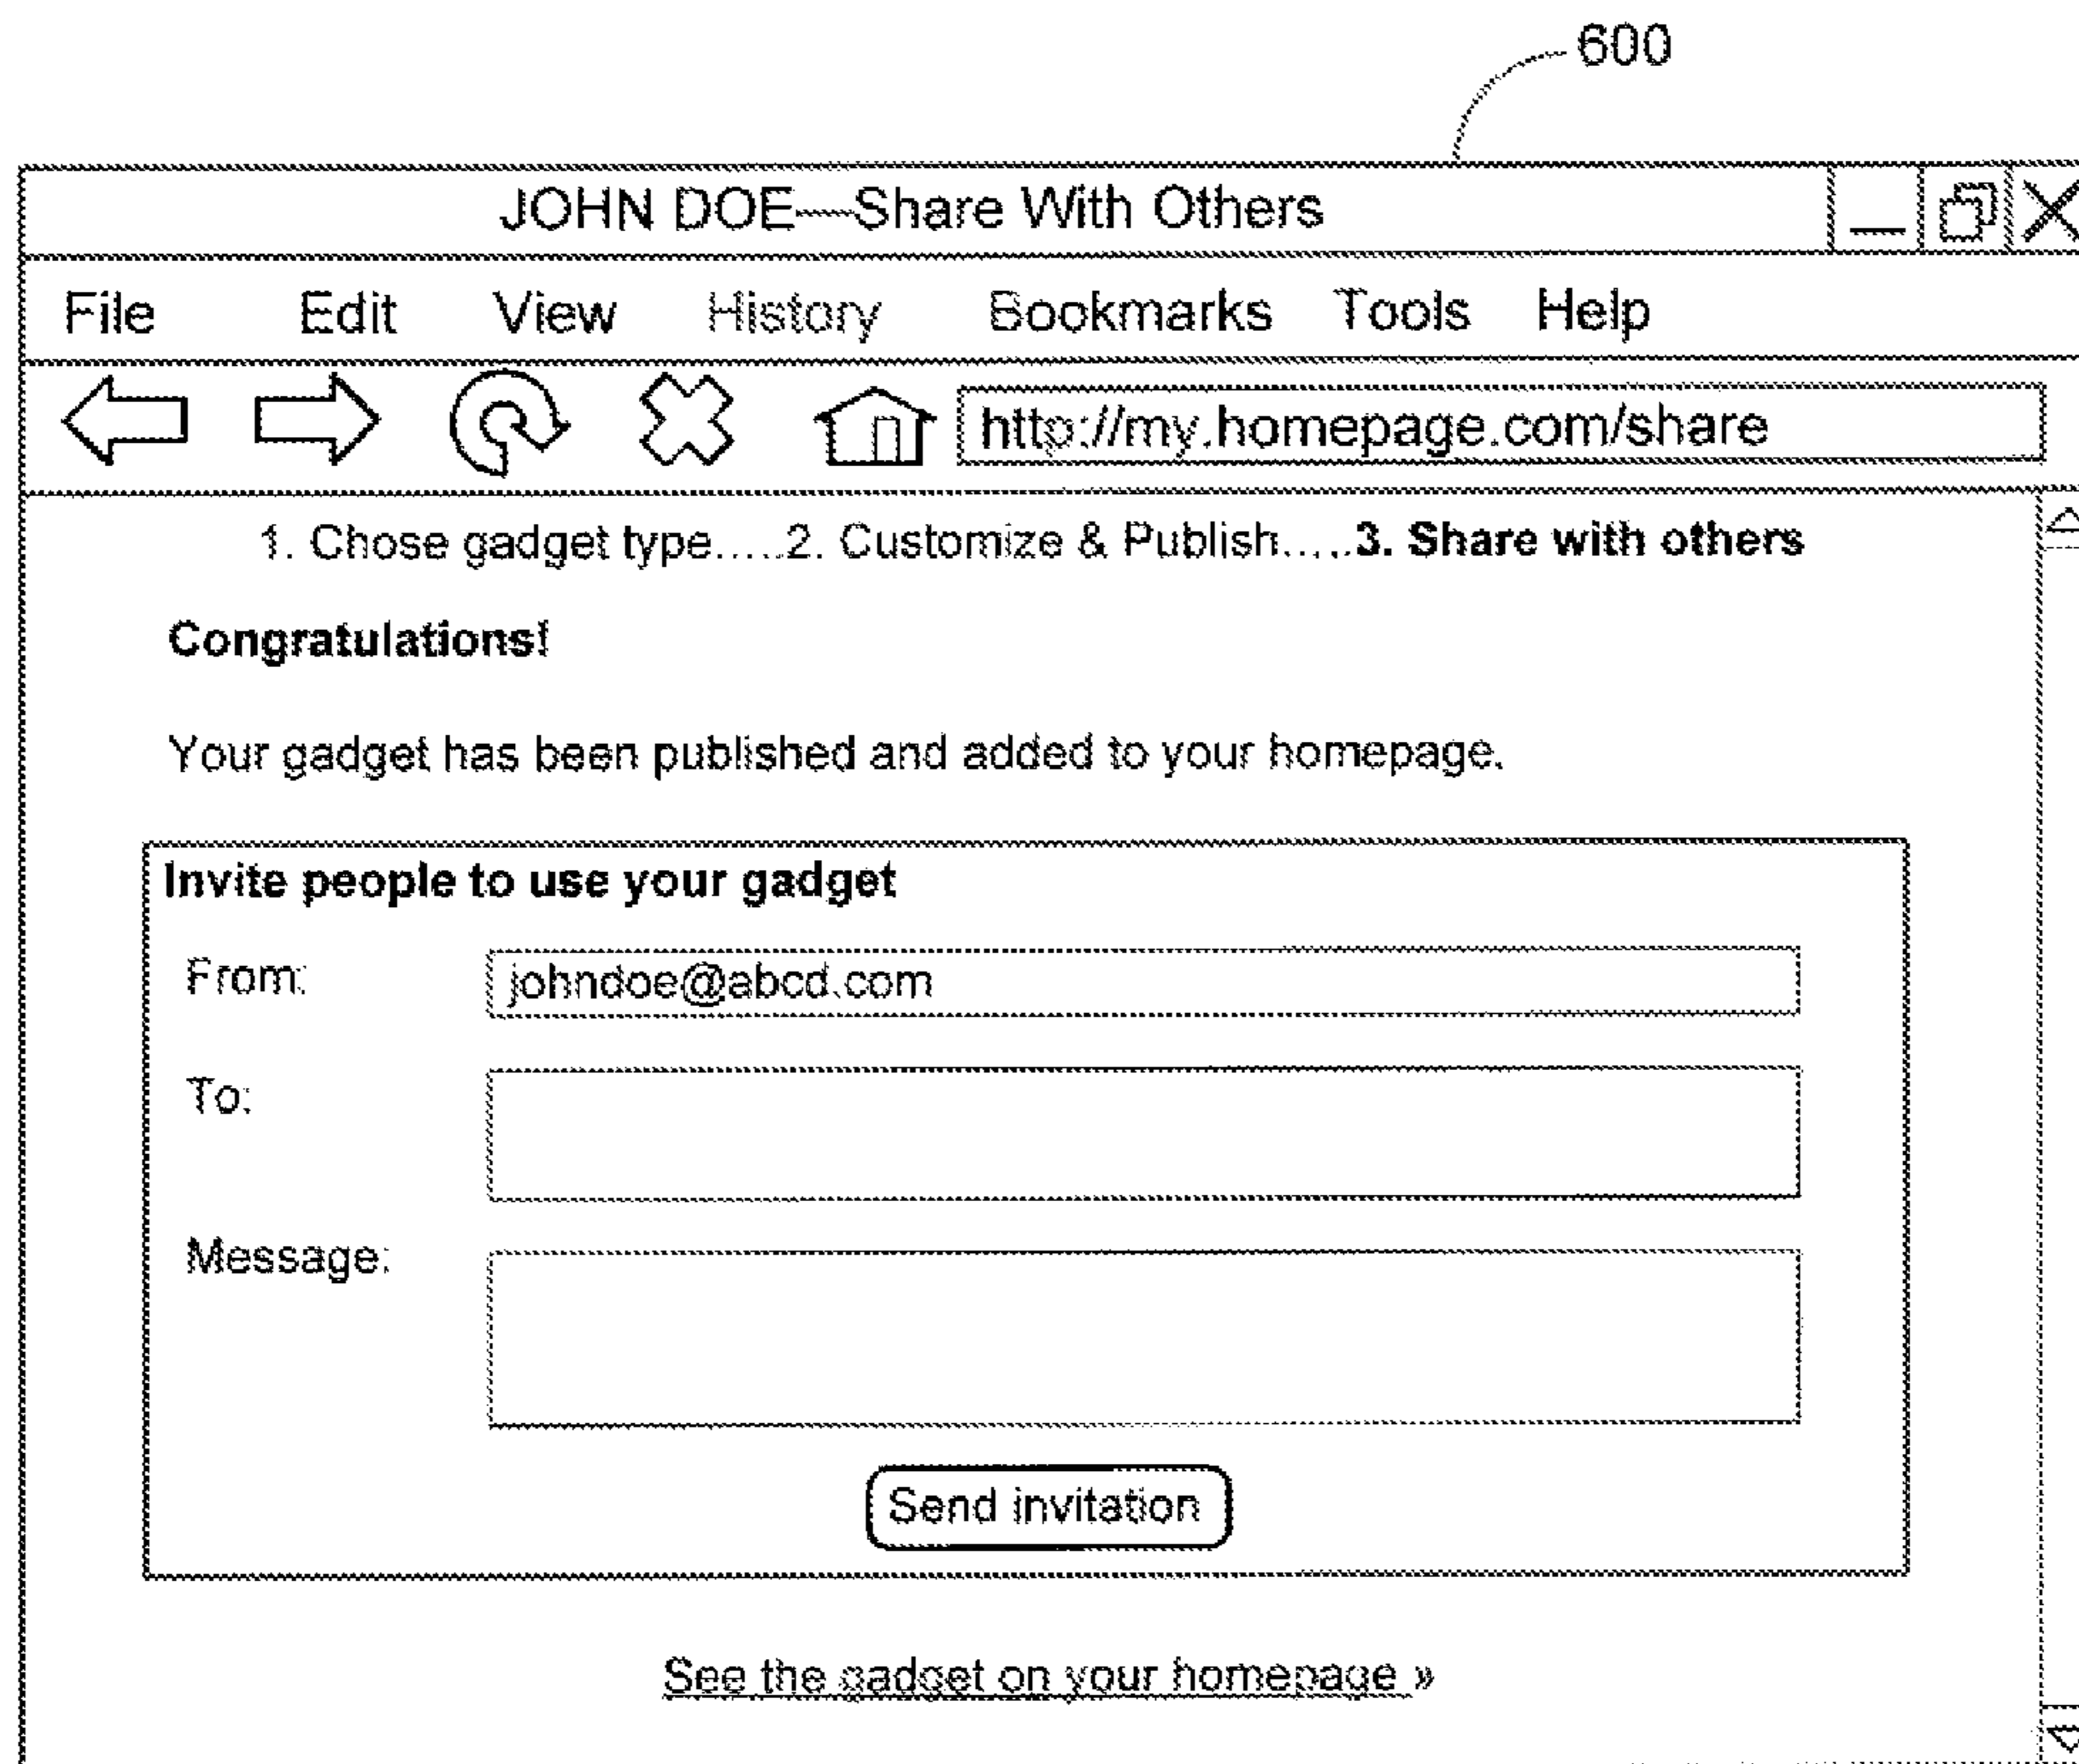 600
JOHN DOE—Share With Others
File Edit View History Bookmarks Tools Help
http://my.homepage.com/share
1. Chose gadget type.....2. Customize & Publish.....3. Share with others
Congratulations!
Your gadget has been published and added to your homepage.
Invite people to use your gadget
From: johndoe@abcd.com
To:
Message:
Send invitation
See the gadget on your homepage »